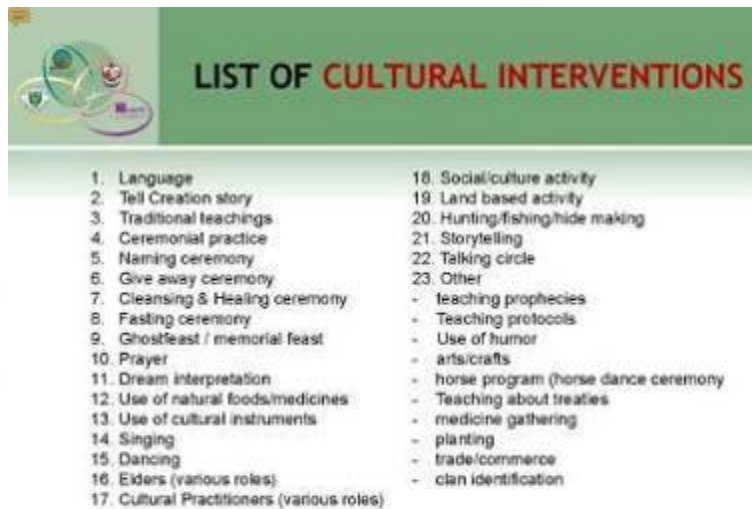 LIST OF CULTURAL INTERVENTIONS
1. Language
2. Tell Creation story
3. Traditional teachings
4. Ceremonial practice
5. Naming ceremony
6. Give away ceremony
7. Cleansing & Healing ceremony
8. Fasting ceremony
9. Ghostfeast / memorial feast
10. Prayer
11. Dream interpretation
12. Use of natural foods/medicines
13. Use of cultural instruments
14. Singing
15. Dancing
16. Elders (various roles)
17. Cultural Practitioners (various roles)
18. Social/culture activity
19. Land based activity
20. Hunting/fishing/hide making
21. Storytelling
22. Talking circle
23. Other
- teaching prophecies
- Teaching protocols
- Use of humor
- arts/crafts
- horse program (horse dance ceremony
- Teaching about treaties
- medicine gathering
- planting
- trade/commerce
- clan identification